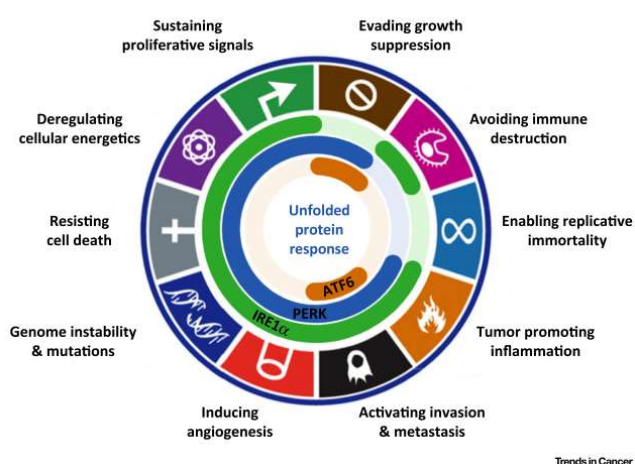 Sustaining
proliferative signals
Evading growth
suppression
Deregulating
cellular energetics
Avoiding immune
destruction
Resisting
cell death
Unfolded
protein
response
Enabling replicative
immortality
ATF6
PERK
IRE1α
Genome instability
& mutations
Tumor promoting
inflammation
Inducing
angiogenesis
Activating invasion
& metastasis
Trends in Cancer